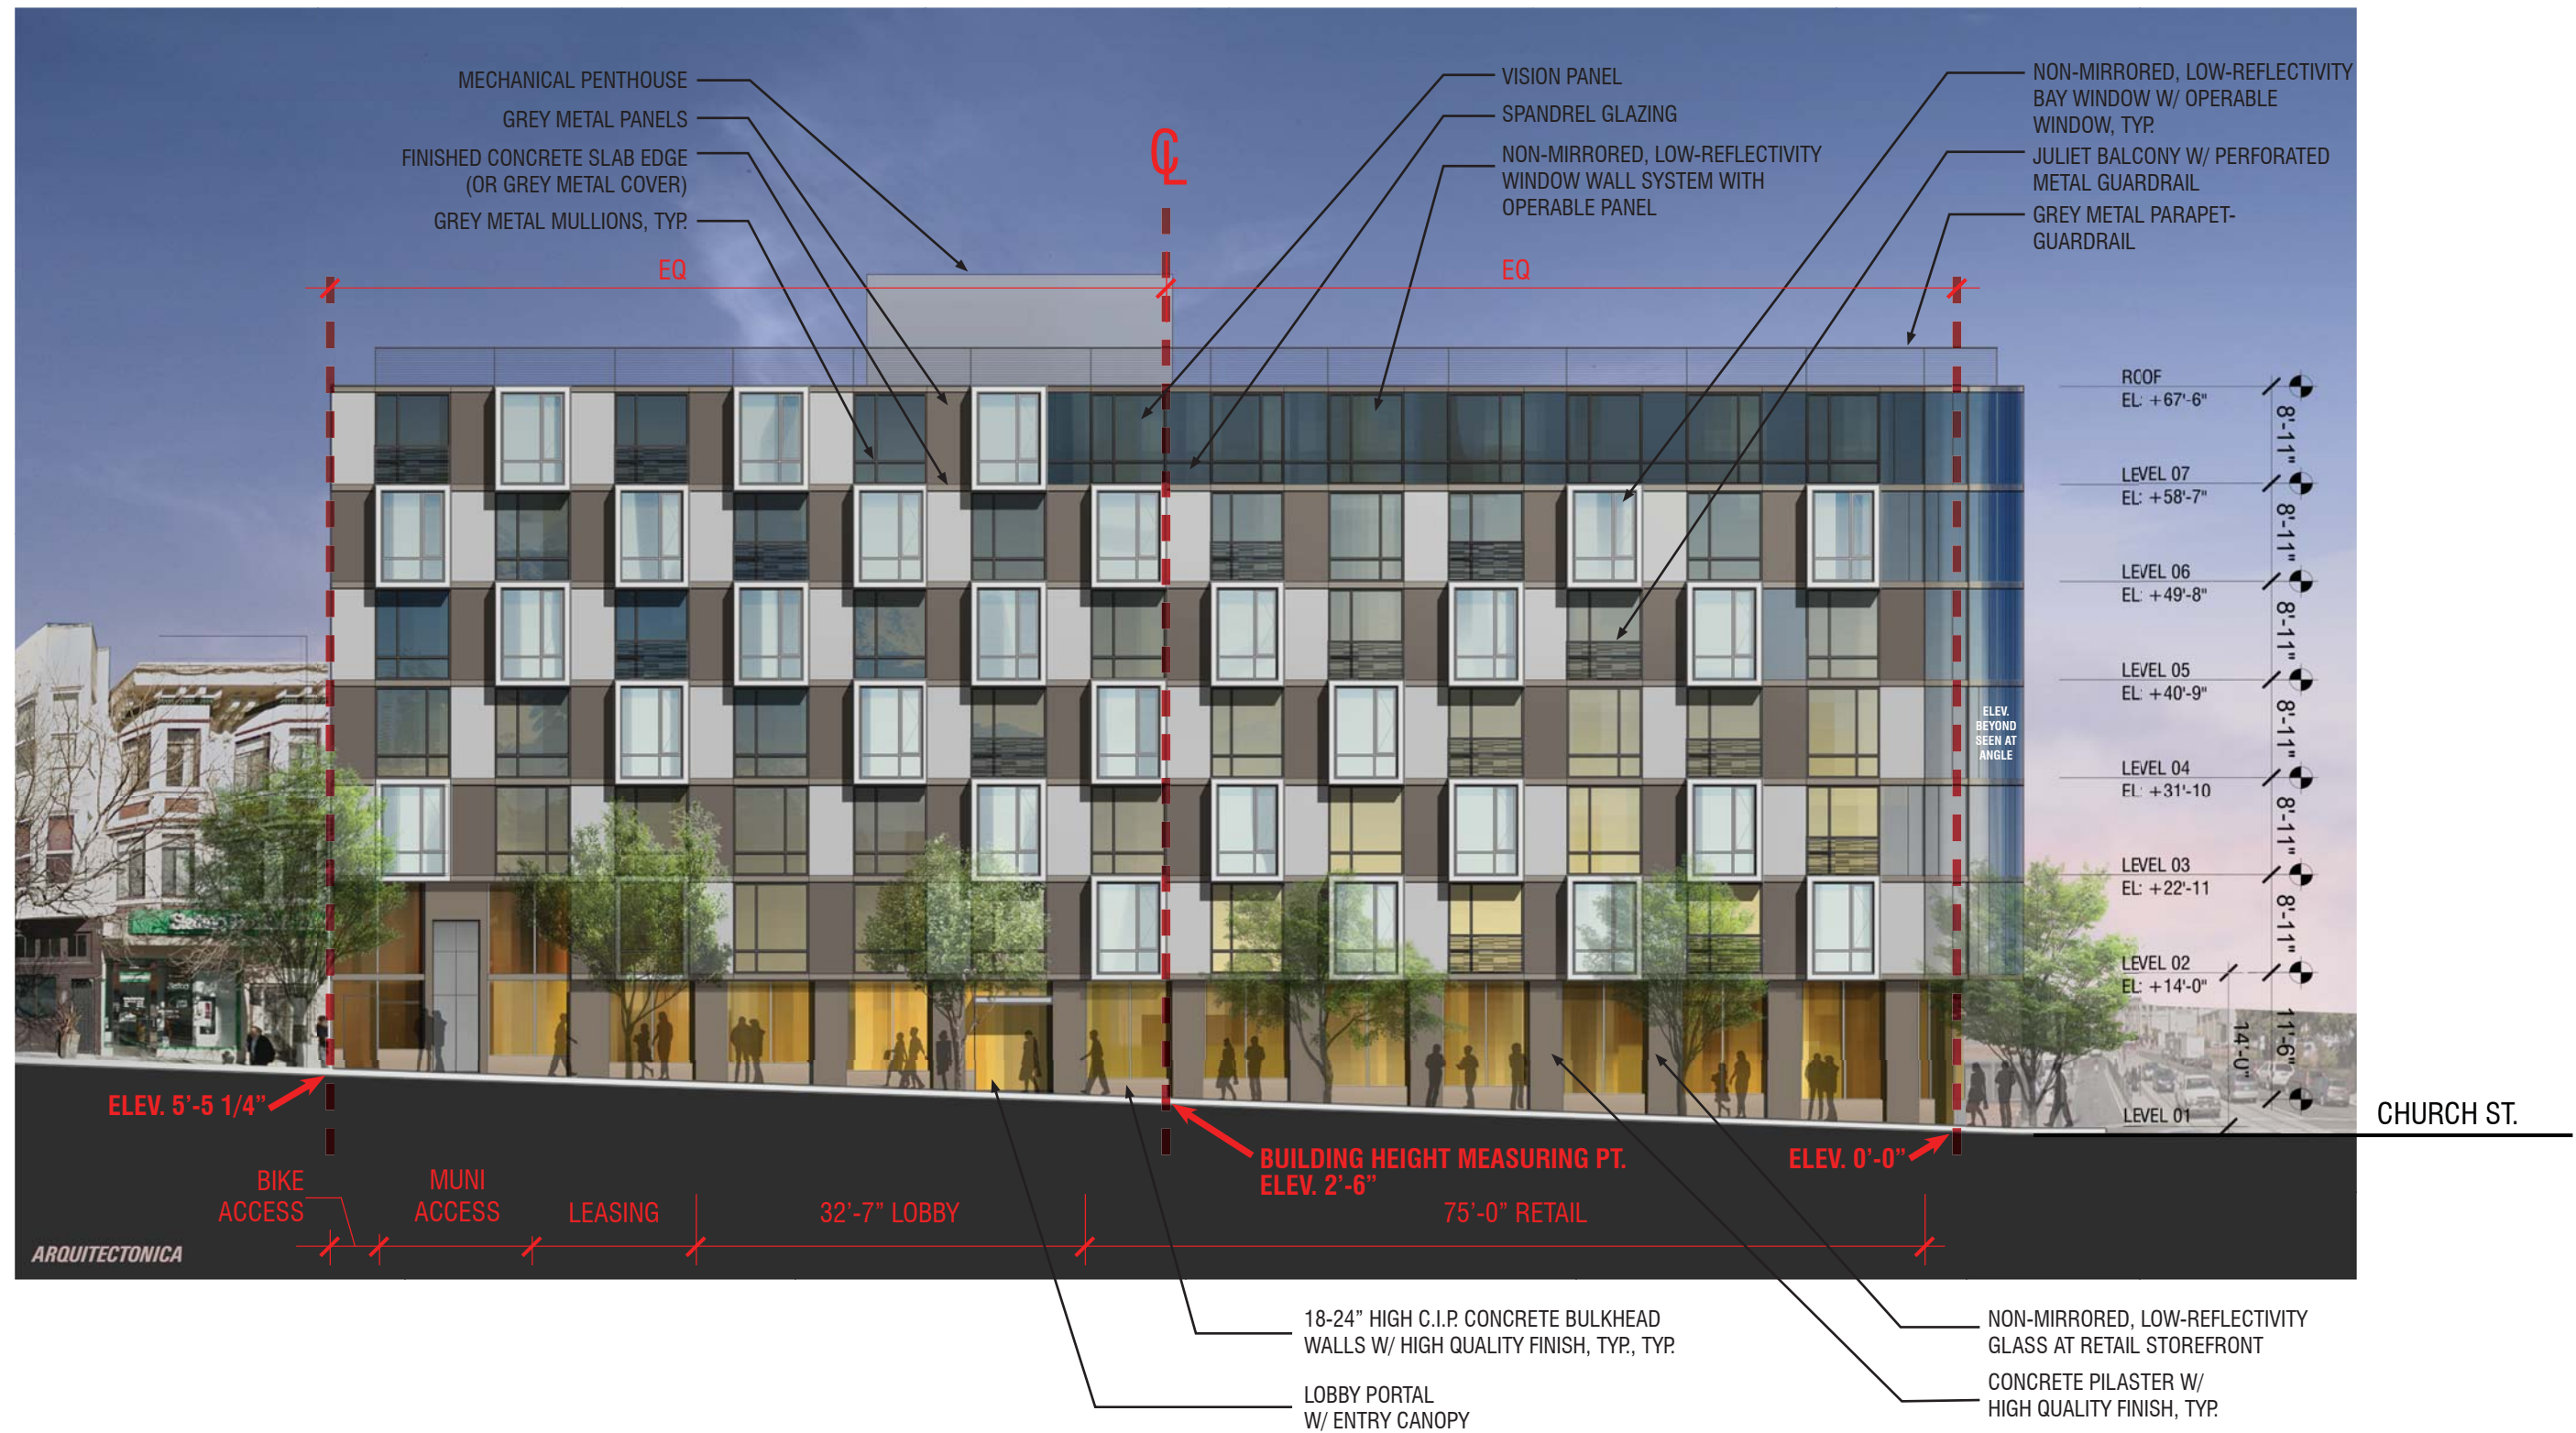 MECHANICAL PENTHOUSE
GREY METAL PANELS
FINISHED CONCRETE SLAB EDGE
(OR GREY METAL COVER)
GREY METAL MULLIONS, TYP.
CL
VISION PANEL
SPANDREL GLAZING
NON-MIRRORED, LOW-REFLECTIVITY
WINDOW WALL SYSTEM WITH
OPERABLE PANEL
NON-MIRRORED, LOW-REFLECTIVITY
BAY WINDOW W/ OPERABLE
WINDOW, TYP.
JULIET BALCONY W/ PERFORATED
METAL GUARDRAIL
GREY METAL PARAPET-
GUARDRAIL
EQ
EQ
ROOF
EL: +67'-6"
8'-11"
LEVEL 07
EL: +58'-7"
8'-11"
LEVEL 06
EL: +49'-8"
8'-11"
LEVEL 05
EL: +40'-9"
8'-11"
LEVEL 04
EL: +31'-10
8'-11"
LEVEL 03
EL: +22'-11
8'-11"
LEVEL 02
EL: +14'-0"
11'-6"
14'-0"
LEVEL 01
ELEV.
BEYOND
SEEN AT
ANGLE
CHURCH ST.
ELEV. 5’-5 1/4”
BUILDING HEIGHT MEASURING PT.
ELEV. 2’-6”
ELEV. 0’-0”
BIKE
ACCESS
MUNI
ACCESS
LEASING
32’-7” LOBBY
75’-0” RETAIL
ARQUITECTONICA
18-24” HIGH C.I.P. CONCRETE BULKHEAD
WALLS W/ HIGH QUALITY FINISH, TYP., TYP.
LOBBY PORTAL
W/ ENTRY CANOPY
NON-MIRRORED, LOW-REFLECTIVITY
GLASS AT RETAIL STOREFRONT
CONCRETE PILASTER W/
HIGH QUALITY FINISH, TYP.